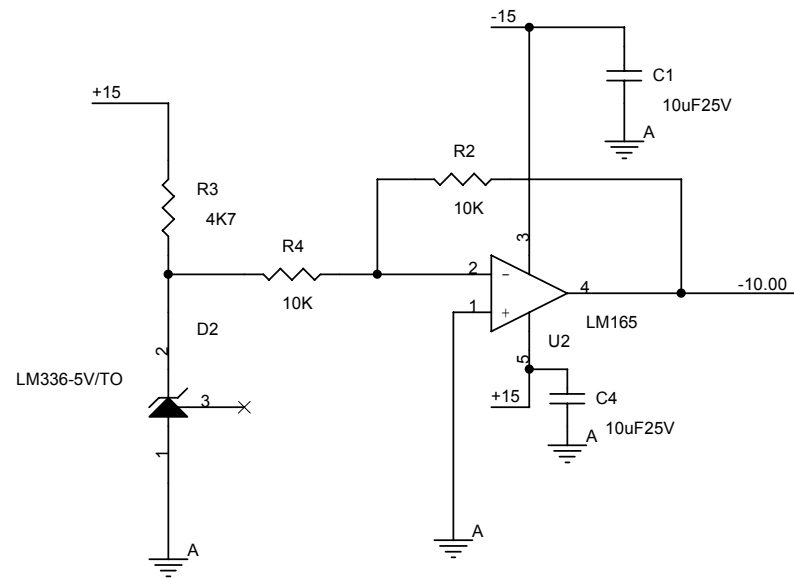 -15
C1
10uF25V
A
+15
R2
R3
4K7
10K
R4
10K
3
2
1
4
-10.00
LM165
U2
D2
2
5
LM336-5V/TO
3
+15
C4
10uF25V
A
1
A
A